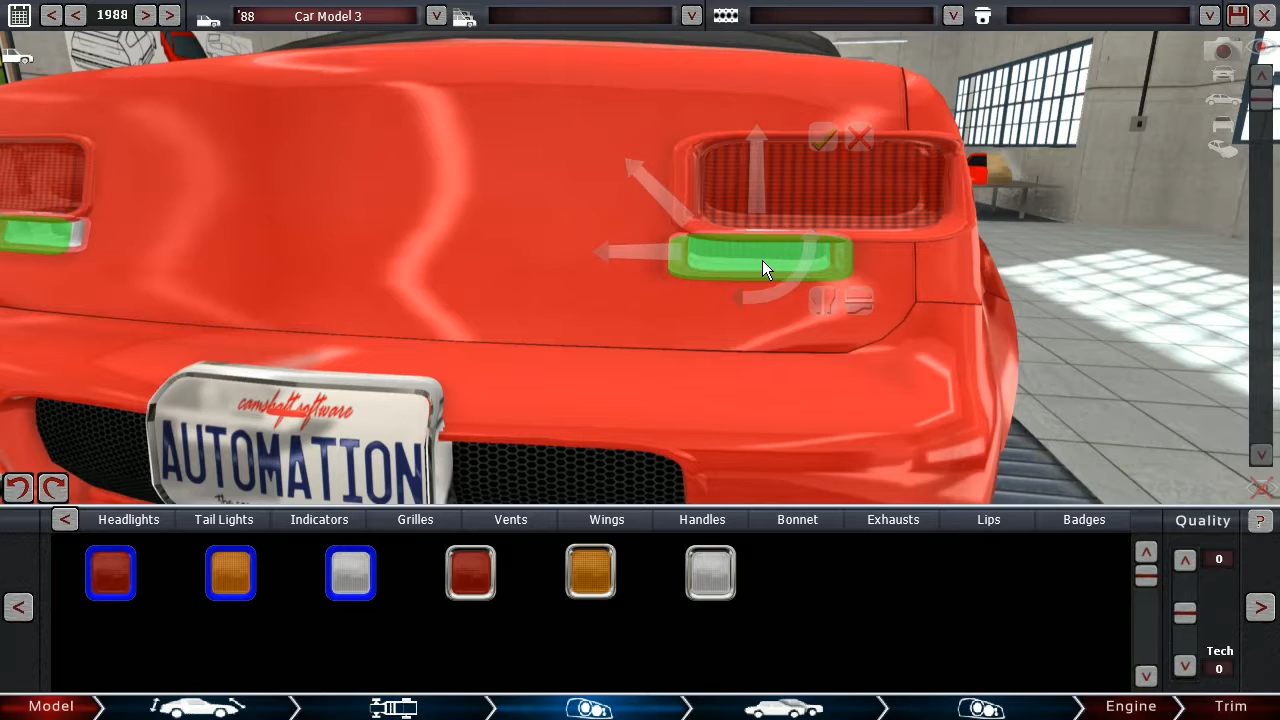 1988
'88 Car Model 3
camshaft software
AUTOMATION
Headlights Tail Lights Indicators Grilles Vents Wings Handles Bonnet Exhausts Lips Badges
Quality ?
0
Tech
0
Model Engine Trim